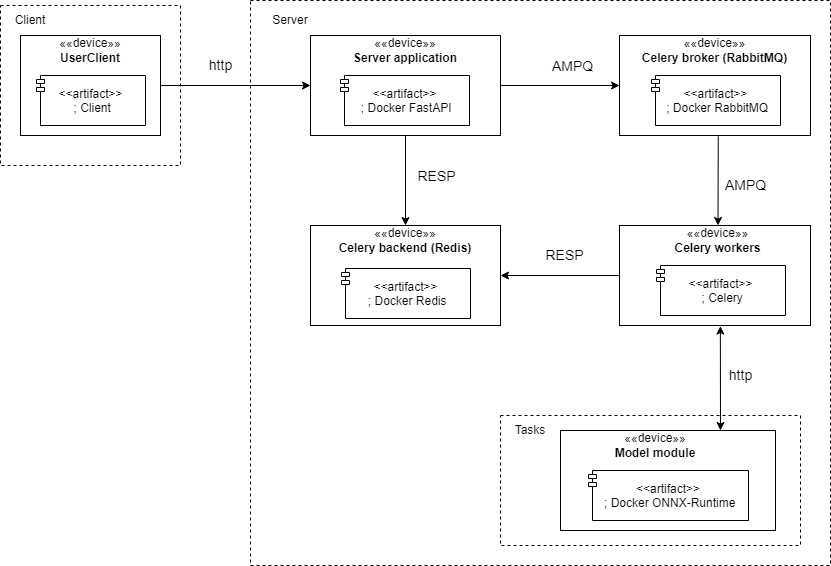 Client
Server
««device»»
UserClient
<<artifact>>
; Client
http
««device»»
Server application
<<artifact>>
; Docker FastAPI
AMPQ
««device»»
Celery broker (RabbitMQ)
<<artifact>>
; Docker RabbitMQ
RESP
AMPQ
««device»»
Celery backend (Redis)
<<artifact>>
; Docker Redis
RESP
««device»»
Celery workers
<<artifact>>
; Celery
http
Tasks
««device»»
Model module
<<artifact>>
; Docker ONNX-Runtime